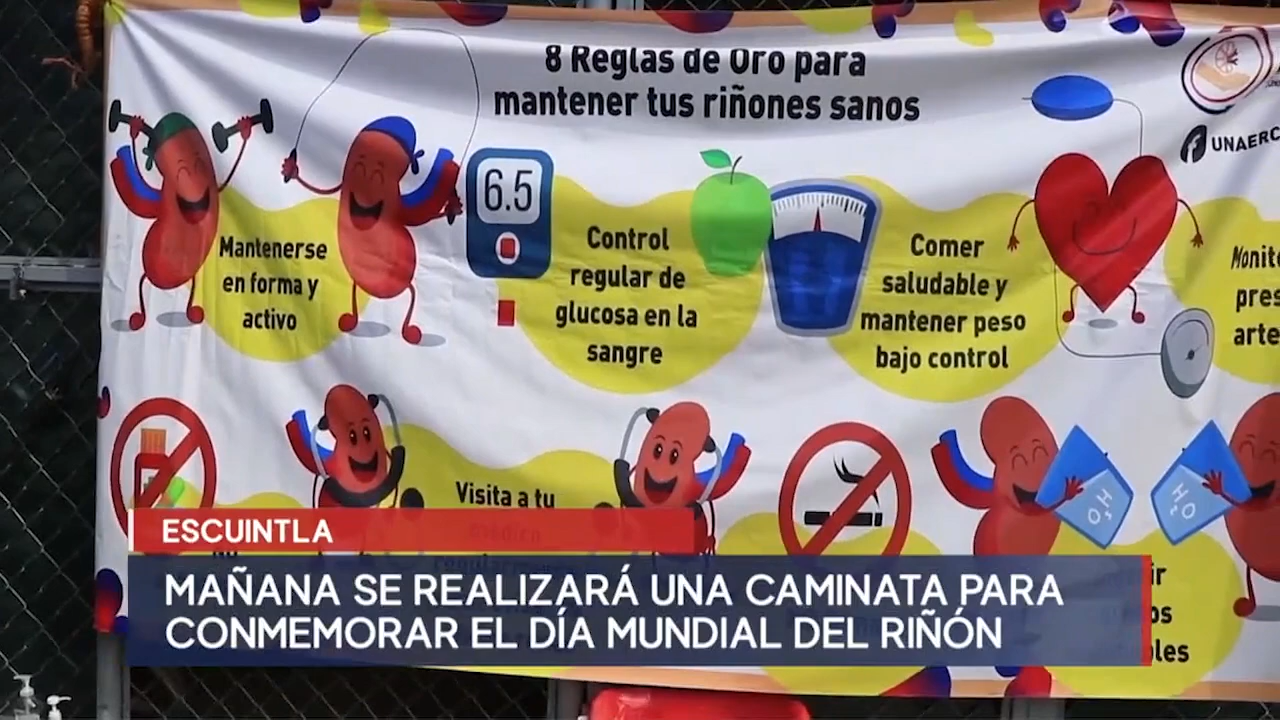 8 Reglas de Oro para
mantener tus riñones sanos
UNAERC
6.5
Mantenerse
en forma y
activo
Control
regular de
glucosa en la
sangre
Comer
saludable y
mantener peso
bajo control
Visita a tu
H₂O
H₂O
ESCUINTLA
MAÑANA SE REALIZARÁ UNA CAMINATA PARA
CONMEMORAR EL DÍA MUNDIAL DEL RIÑÓN